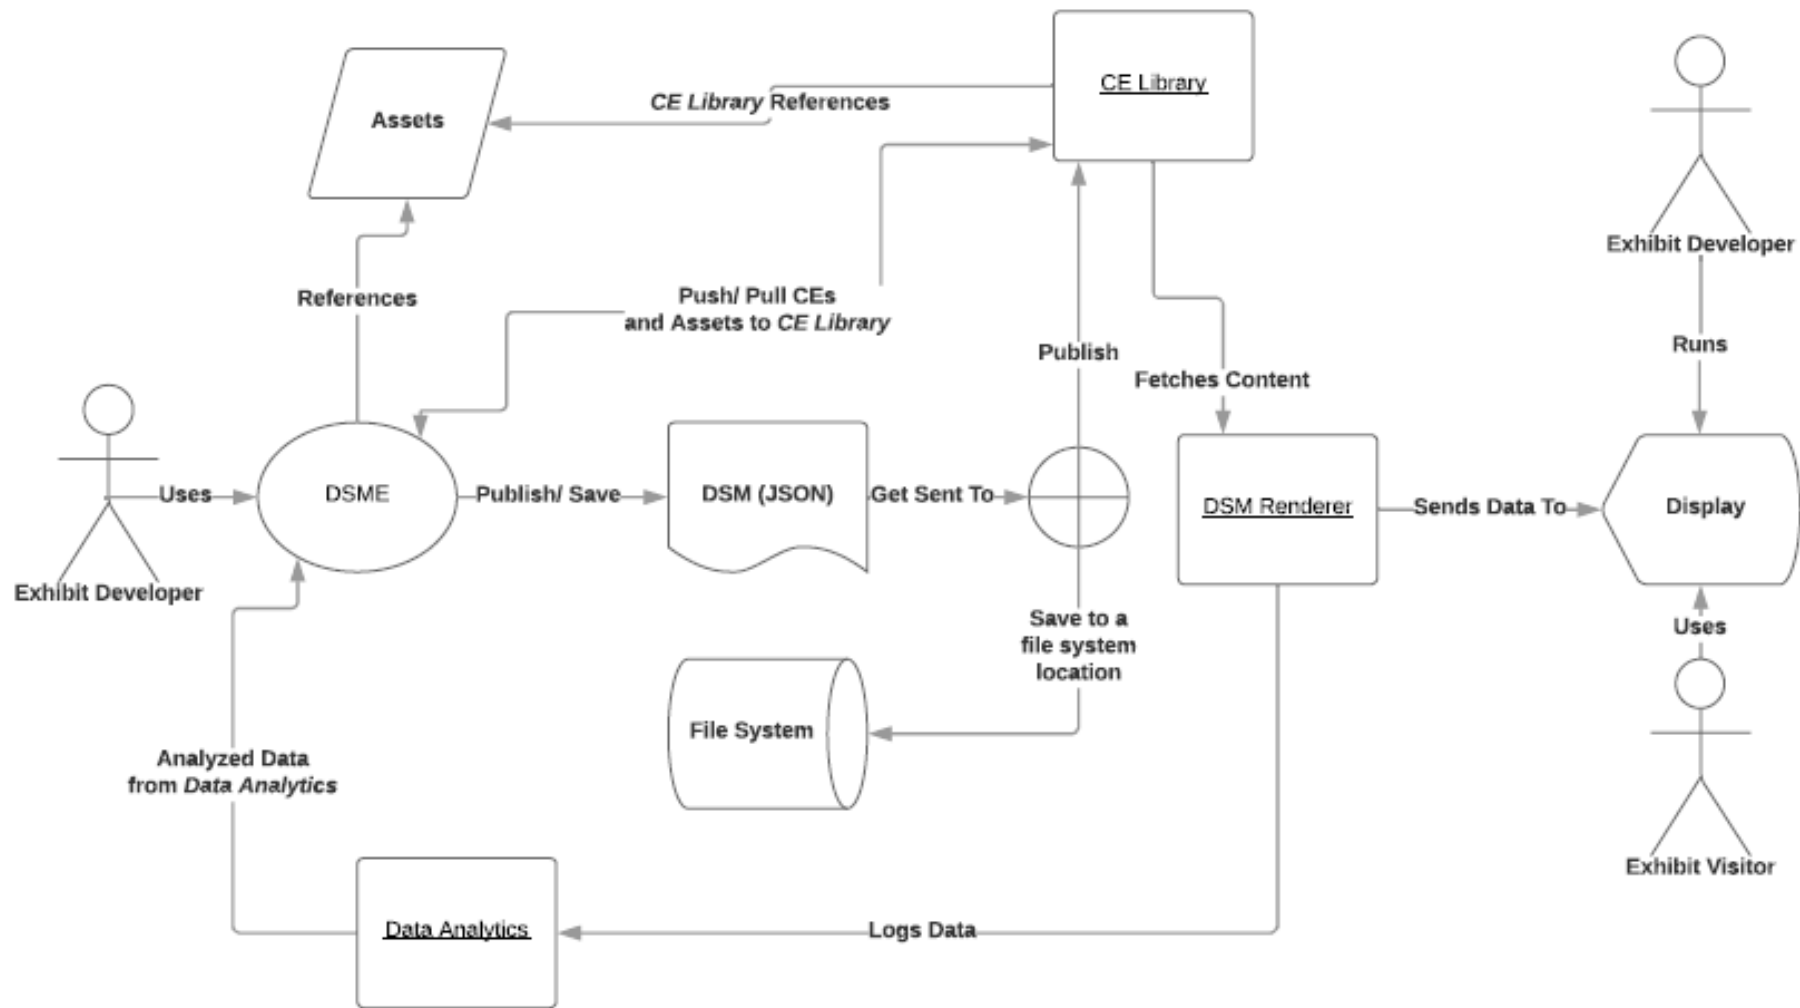 CE Library
Assets
CE Library References
Exhibit Developer
References
Push/ Pull CEs
and Assets to CE Library
Publish
Runs
Fetches Content
Uses
DSME
Publish/ Save
DSM (JSON)
Get Sent To
DSM Renderer
Sends Data To
Display
Exhibit Developer
Save to a
file system
location
Uses
File System
Analyzed Data
from Data Analytics
Exhibit Visitor
Data Analytics
Logs Data